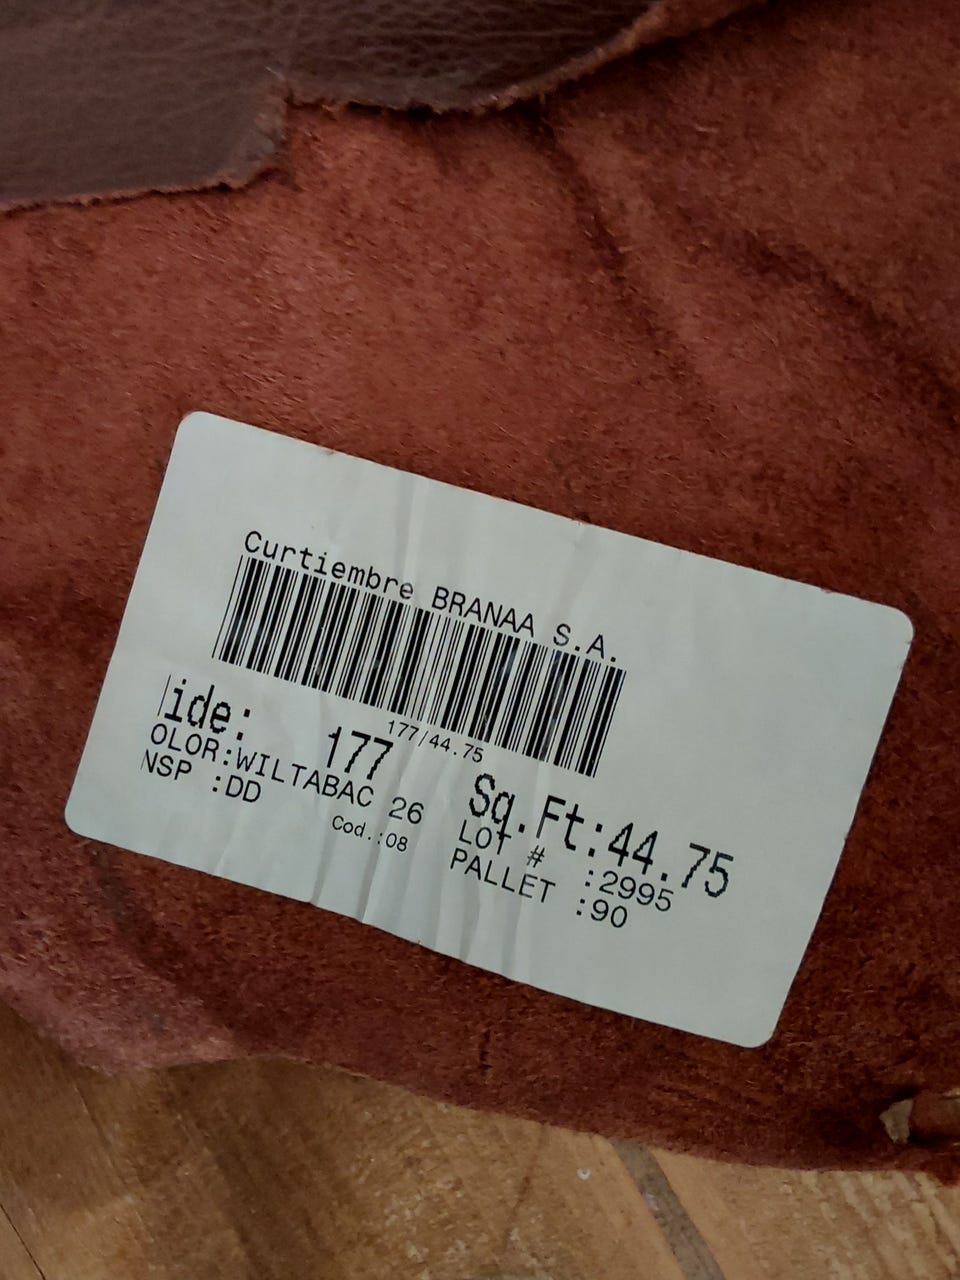 Curtiembre BRANAA S.A.
177/44.75
ide: 177 Sq.Ft:44.75
OLOR:WILTABAC 26 LOT # :2995
NSP :DD PALLET :90
Cod.:08